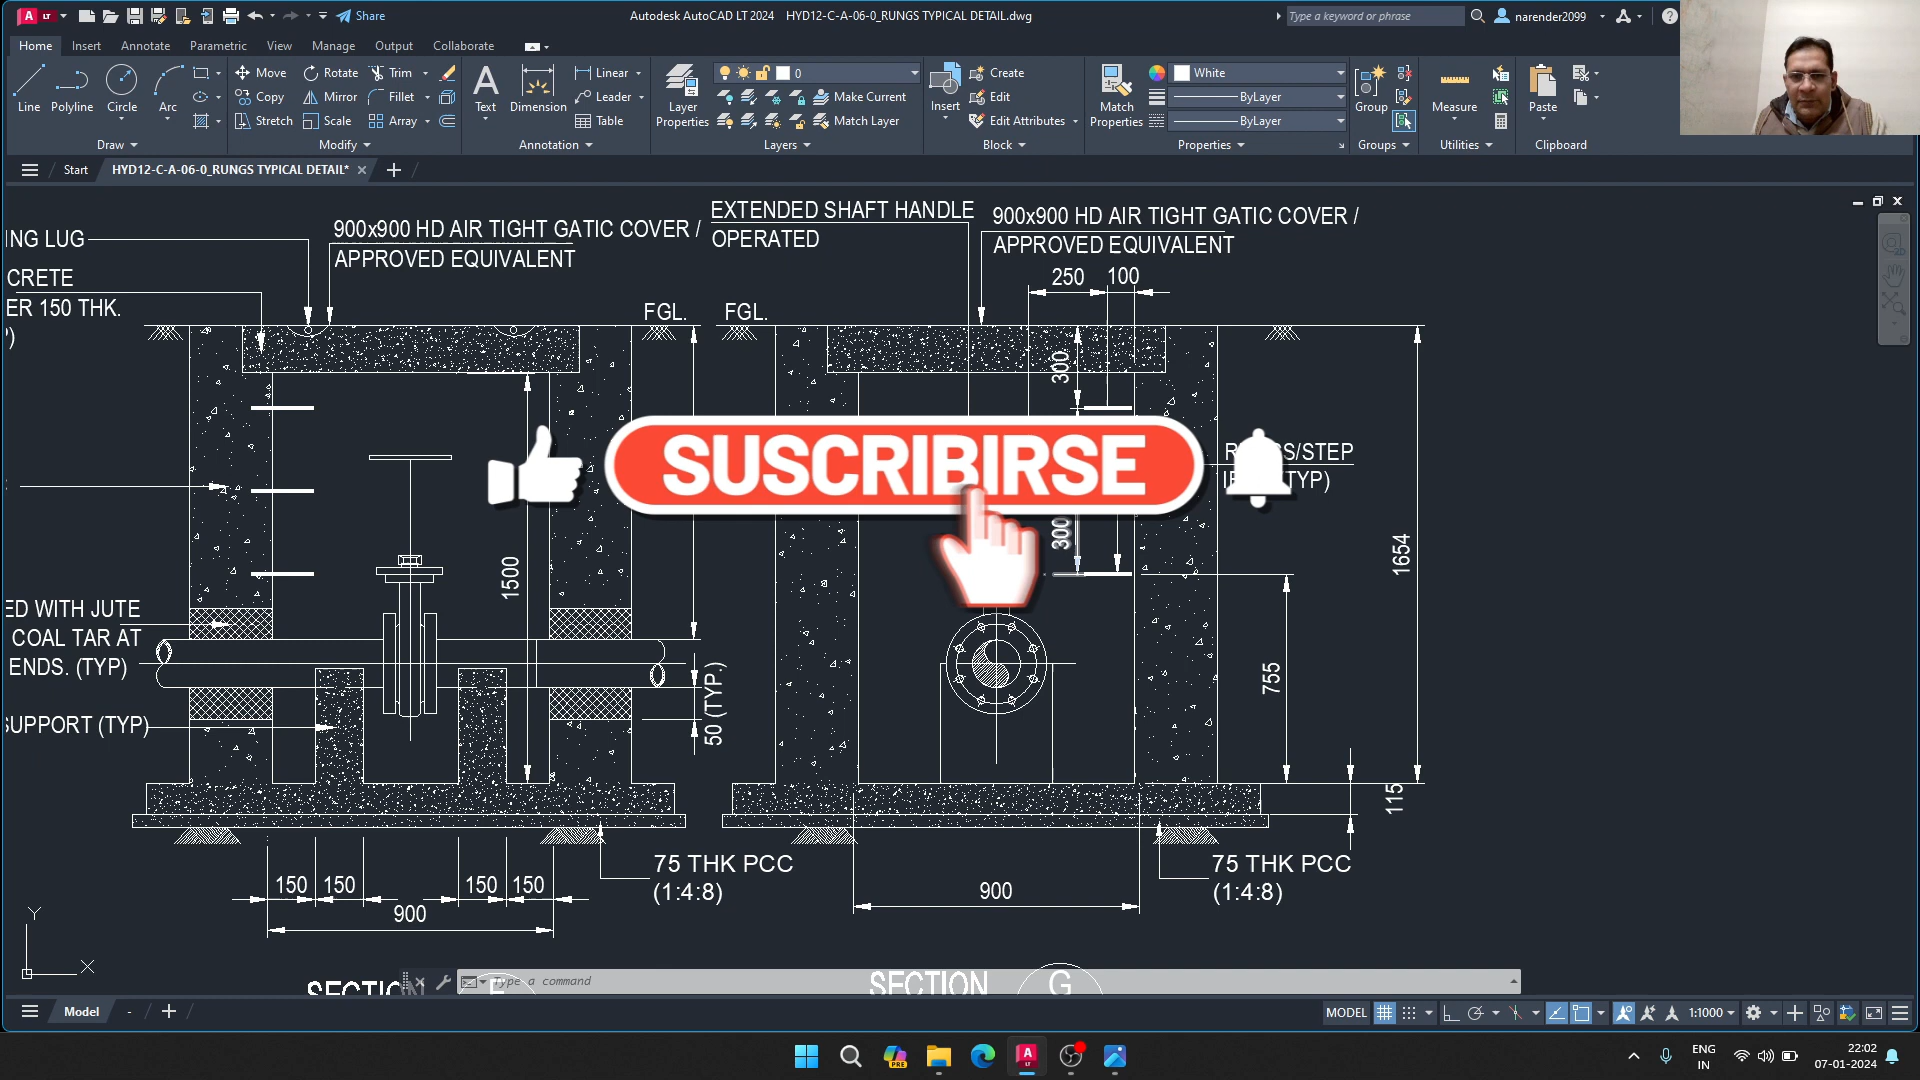 A LT
Share
Autodesk AutoCAD LT 2024 HYD12-C-A-06-0_RUNGS TYPICAL DETAIL.dwg
Type a keyword or phrase
narender2099
Home Insert Annotate Parametric View Manage Output Collaborate
Line Polyline Circle Arc
Move Rotate Trim
Copy Mirror Fillet
Stretch Scale Array
Text Dimension
Linear
Leader
Table
Layer Properties
0
Make Current
Match Layer
Insert
Create
Edit
Edit Attributes
Match Properties
White
ByLayer
ByLayer
Group
Measure
Paste
Draw Modify Annotation Layers Block Properties Groups Utilities Clipboard
Start HYD12-C-A-06-0_RUNGS TYPICAL DETAIL*
ING LUG
CRETE
ER 150 THK.
900x900 HD AIR TIGHT GATIC COVER /
APPROVED EQUIVALENT
EXTENDED SHAFT HANDLE
OPERATED
900x900 HD AIR TIGHT GATIC COVER /
APPROVED EQUIVALENT
250 100
FGL. FGL.
300
SUSCRIBIRSE
/STEP
TYP)
300
1500
1654
ED WITH JUTE
COAL TAR AT
ENDS. (TYP)
SUPPORT (TYP)
50 (TYP.)
755
115
75 THK PCC
(1:4:8)
75 THK PCC
(1:4:8)
150 150 150 150
900
900
Y
X
SECTION
SECTION G
Type a command
Model
MODEL
1:1000
PRE
LT
ENG
IN
22:02
07-01-2024